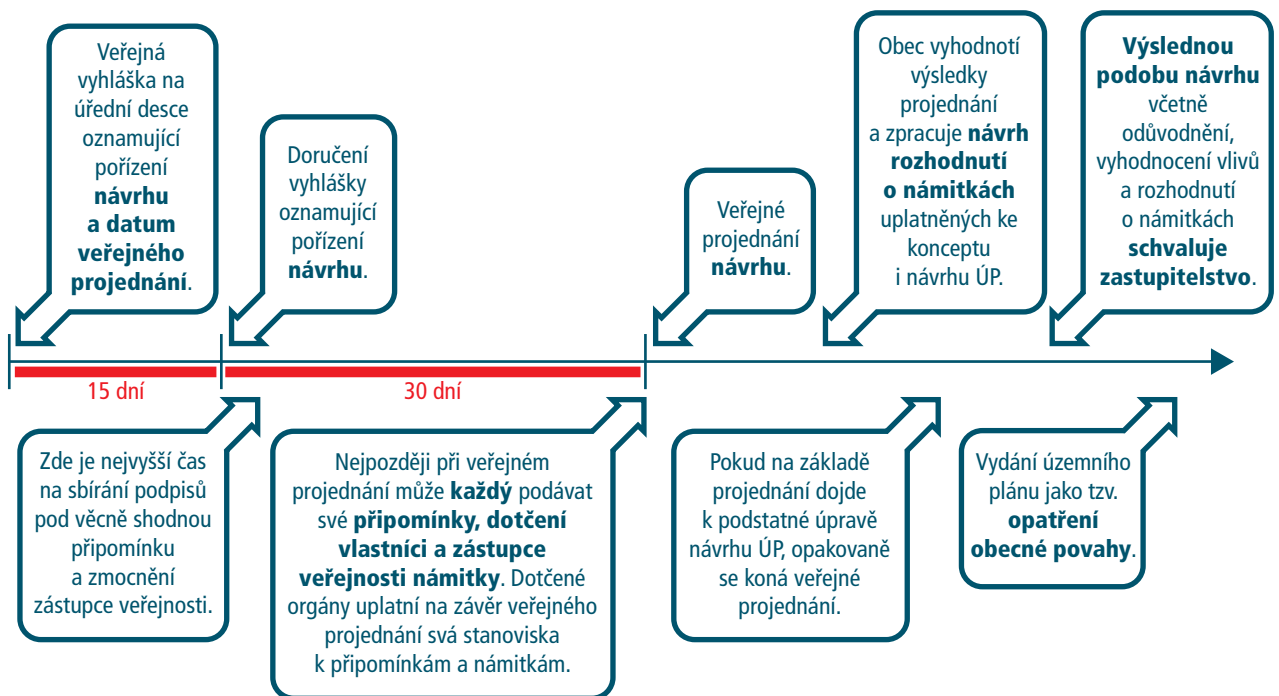 Veřejná
vyhláška na
úřední desce
oznamující
pořízení
návrhu
a datum
veřejného
projednání.
Doručení
vyhlášky
oznamující
pořízení
návrhu.
Veřejné
projednání
návrhu.
Obec vyhodnotí
výsledky
projednání
a zpracuje návrh
rozhodnutí
o námitkách
uplatněných ke
konceptu
i návrhu ÚP.
Výslednou
podobu návrhu
včetně
odůvodnění,
vyhodnocení vlivů
a rozhodnutí
o námitkách
schvaluje
zastupitelstvo.
15 dní
30 dní
Zde je nejvyšší čas
na sbírání podpisů
pod věcně shodnou
připomínku
a zmocnění
zástupce veřejnosti.
Nejpozději při veřejném
projednání může každý podávat
své připomínky, dotčení
vlastníci a zástupce
veřejnosti námitky. Dotčené
orgány uplatní na závěr veřejného
projednání svá stanoviska
k připomínkám a námitkám.
Pokud na základě
projednání dojde
k podstatné úpravě
návrhu ÚP, opakovaně
se koná veřejné
projednání.
Vydání územního
plánu jako tzv.
opatření
obecné povahy.